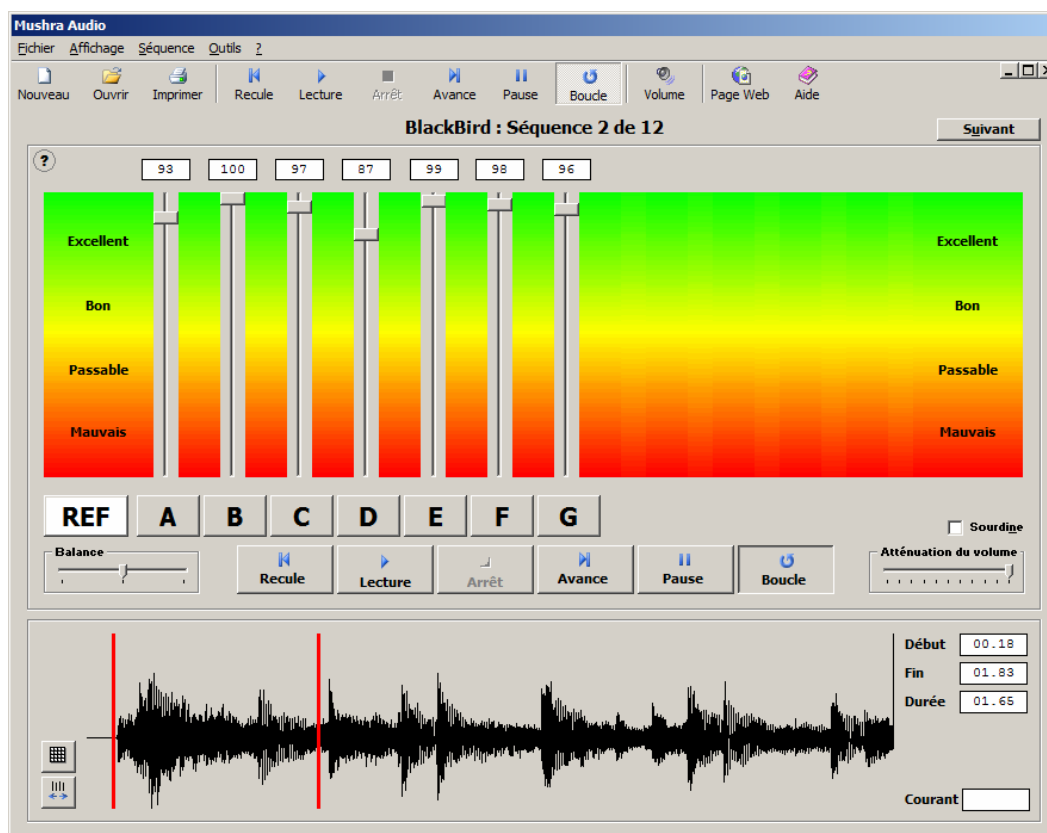 Mushra Audio
Fichier Affichage Séquence Outils ?
Nouveau Ouvrir Imprimer Recule Lecture Arrêt Avance Pause Boucle Volume Page Web Aide
BlackBird : Séquence 2 de 12 Suivant
?
93 100 97 87 99 98 96
Excellent Excellent
Bon Bon
Passable Passable
Mauvais Mauvais
REF A B C D E F G
Sourdine
Balance Recule Lecture Arrêt Avance Pause Boucle Atténuation du volume
Début 00.18
Fin 01.83
Durée 01.65
Courant